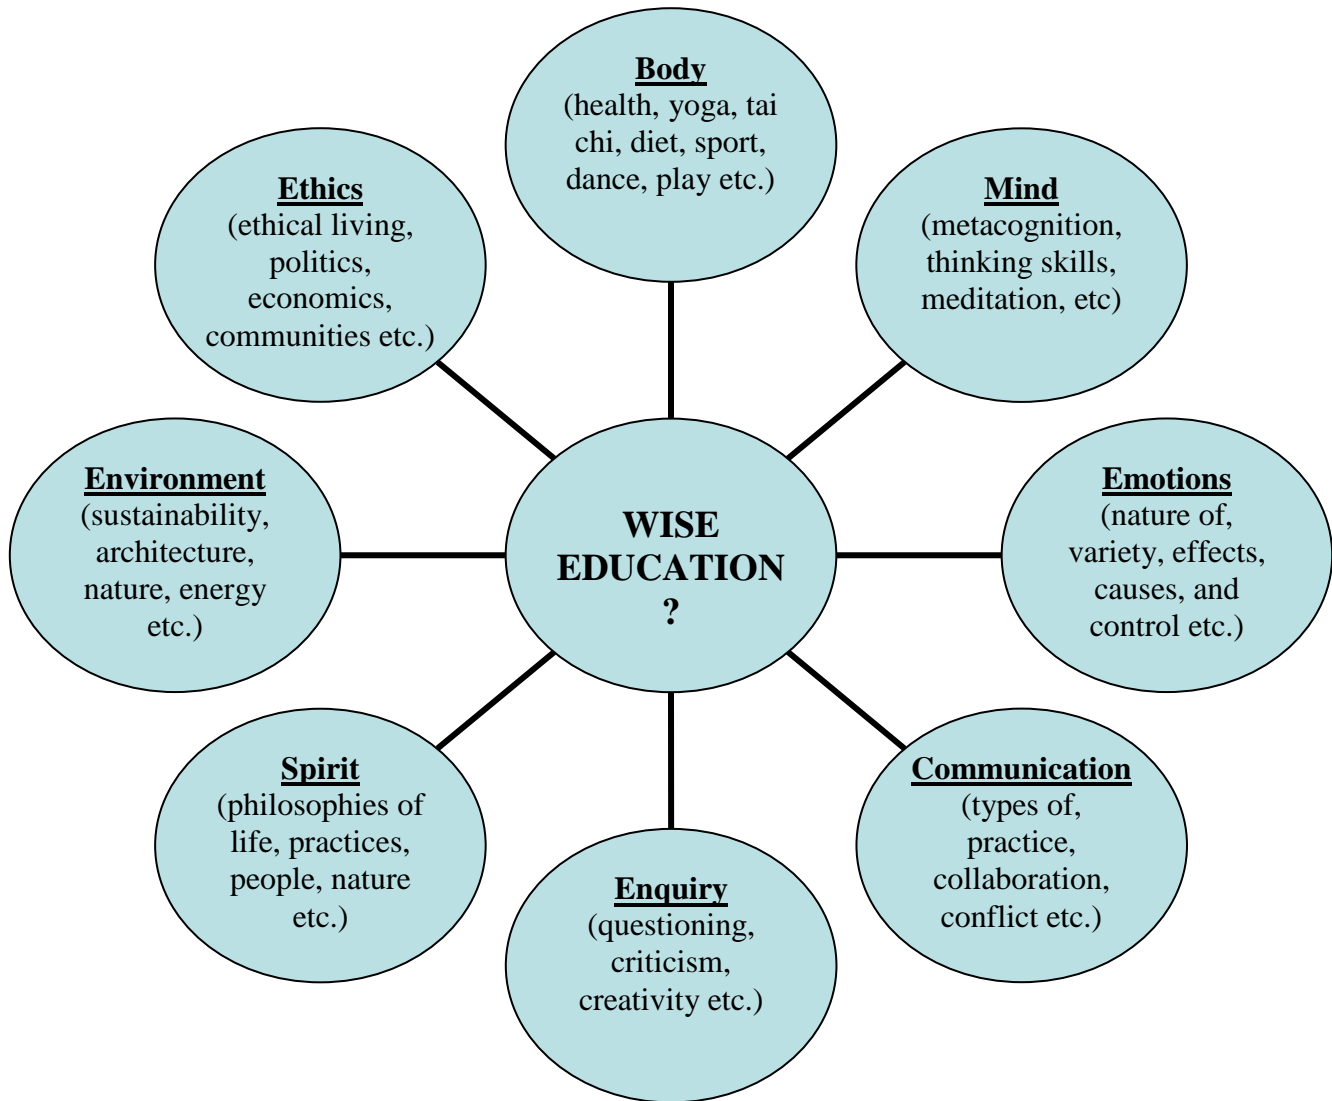 Body
(health, yoga, tai
chi, diet, sport,
dance, play etc.)
Mind
(metacognition,
thinking skills,
meditation, etc)
Emotions
(nature of,
variety, effects,
causes, and
control etc.)
Communication
(types of,
practice,
collaboration,
conflict etc.)
Enquiry
(questioning,
criticism,
creativity etc.)
Spirit
(philosophies of
life, practices,
people, nature
etc.)
Environment
(sustainability,
architecture,
nature, energy
etc.)
Ethics
(ethical living,
politics,
economics,
communities etc.)
WISE
EDUCATION
?